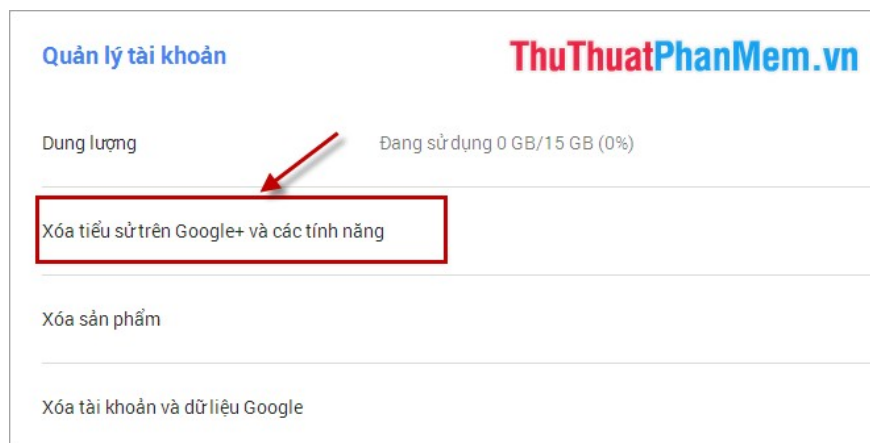 Quản lý tài khoản
ThuThuatPhanMem.vn
Dung lượng
Đang sử dụng 0 GB/15 GB (0%)
Xóa tiểu sử trên Google+ và các tính năng
Xóa sản phẩm
Xóa tài khoản và dữ liệu Google